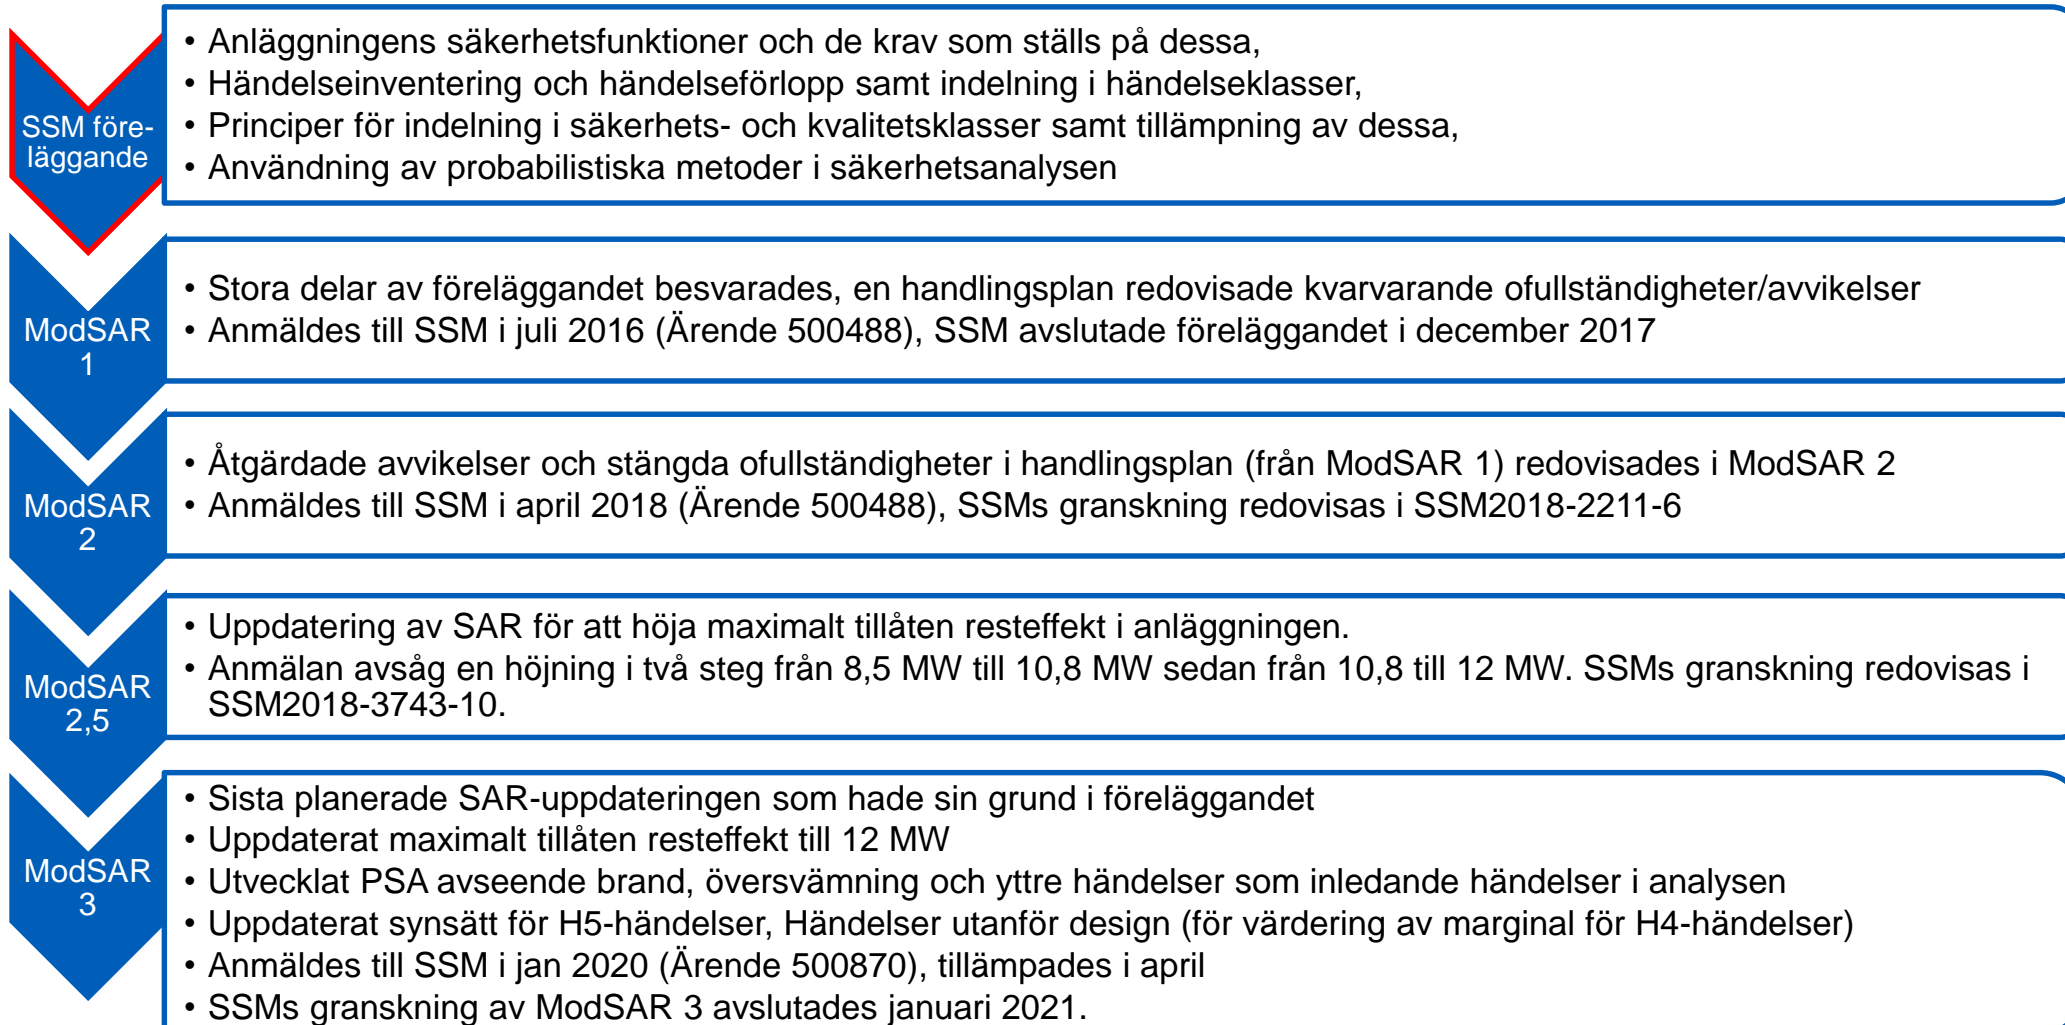 SSM före-
läggande
• Anläggningens säkerhetsfunktioner och de krav som ställs på dessa,
• Händelseinventering och händelseförlopp samt indelning i händelseklasser,
• Principer för indelning i säkerhets- och kvalitetsklasser samt tillämpning av dessa,
• Användning av probabilistiska metoder i säkerhetsanalysen
ModSAR
1
• Stora delar av föreläggandet besvarades, en handlingsplan redovisade kvarvarande ofullständigheter/avvikelser
• Anmäldes till SSM i juli 2016 (Ärende 500488), SSM avslutade föreläggandet i december 2017
ModSAR
2
• Åtgärdade avvikelser och stängda ofullständigheter i handlingsplan (från ModSAR 1) redovisades i ModSAR 2
• Anmäldes till SSM i april 2018 (Ärende 500488), SSMs granskning redovisas i SSM2018-2211-6
ModSAR
2,5
• Uppdatering av SAR för att höja maximalt tillåten resteffekt i anläggningen.
• Anmälan avsåg en höjning i två steg från 8,5 MW till 10,8 MW sedan från 10,8 till 12 MW. SSMs granskning redovisas i
SSM2018-3743-10.
ModSAR
3
• Sista planerade SAR-uppdateringen som hade sin grund i föreläggandet
• Uppdaterat maximalt tillåten resteffekt till 12 MW
• Utvecklat PSA avseende brand, översvämning och yttre händelser som inledande händelser i analysen
• Uppdaterat synsätt för H5-händelser, Händelser utanför design (för värdering av marginal för H4-händelser)
• Anmäldes till SSM i jan 2020 (Ärende 500870), tillämpades i april
• SSMs granskning av ModSAR 3 avslutades januari 2021.